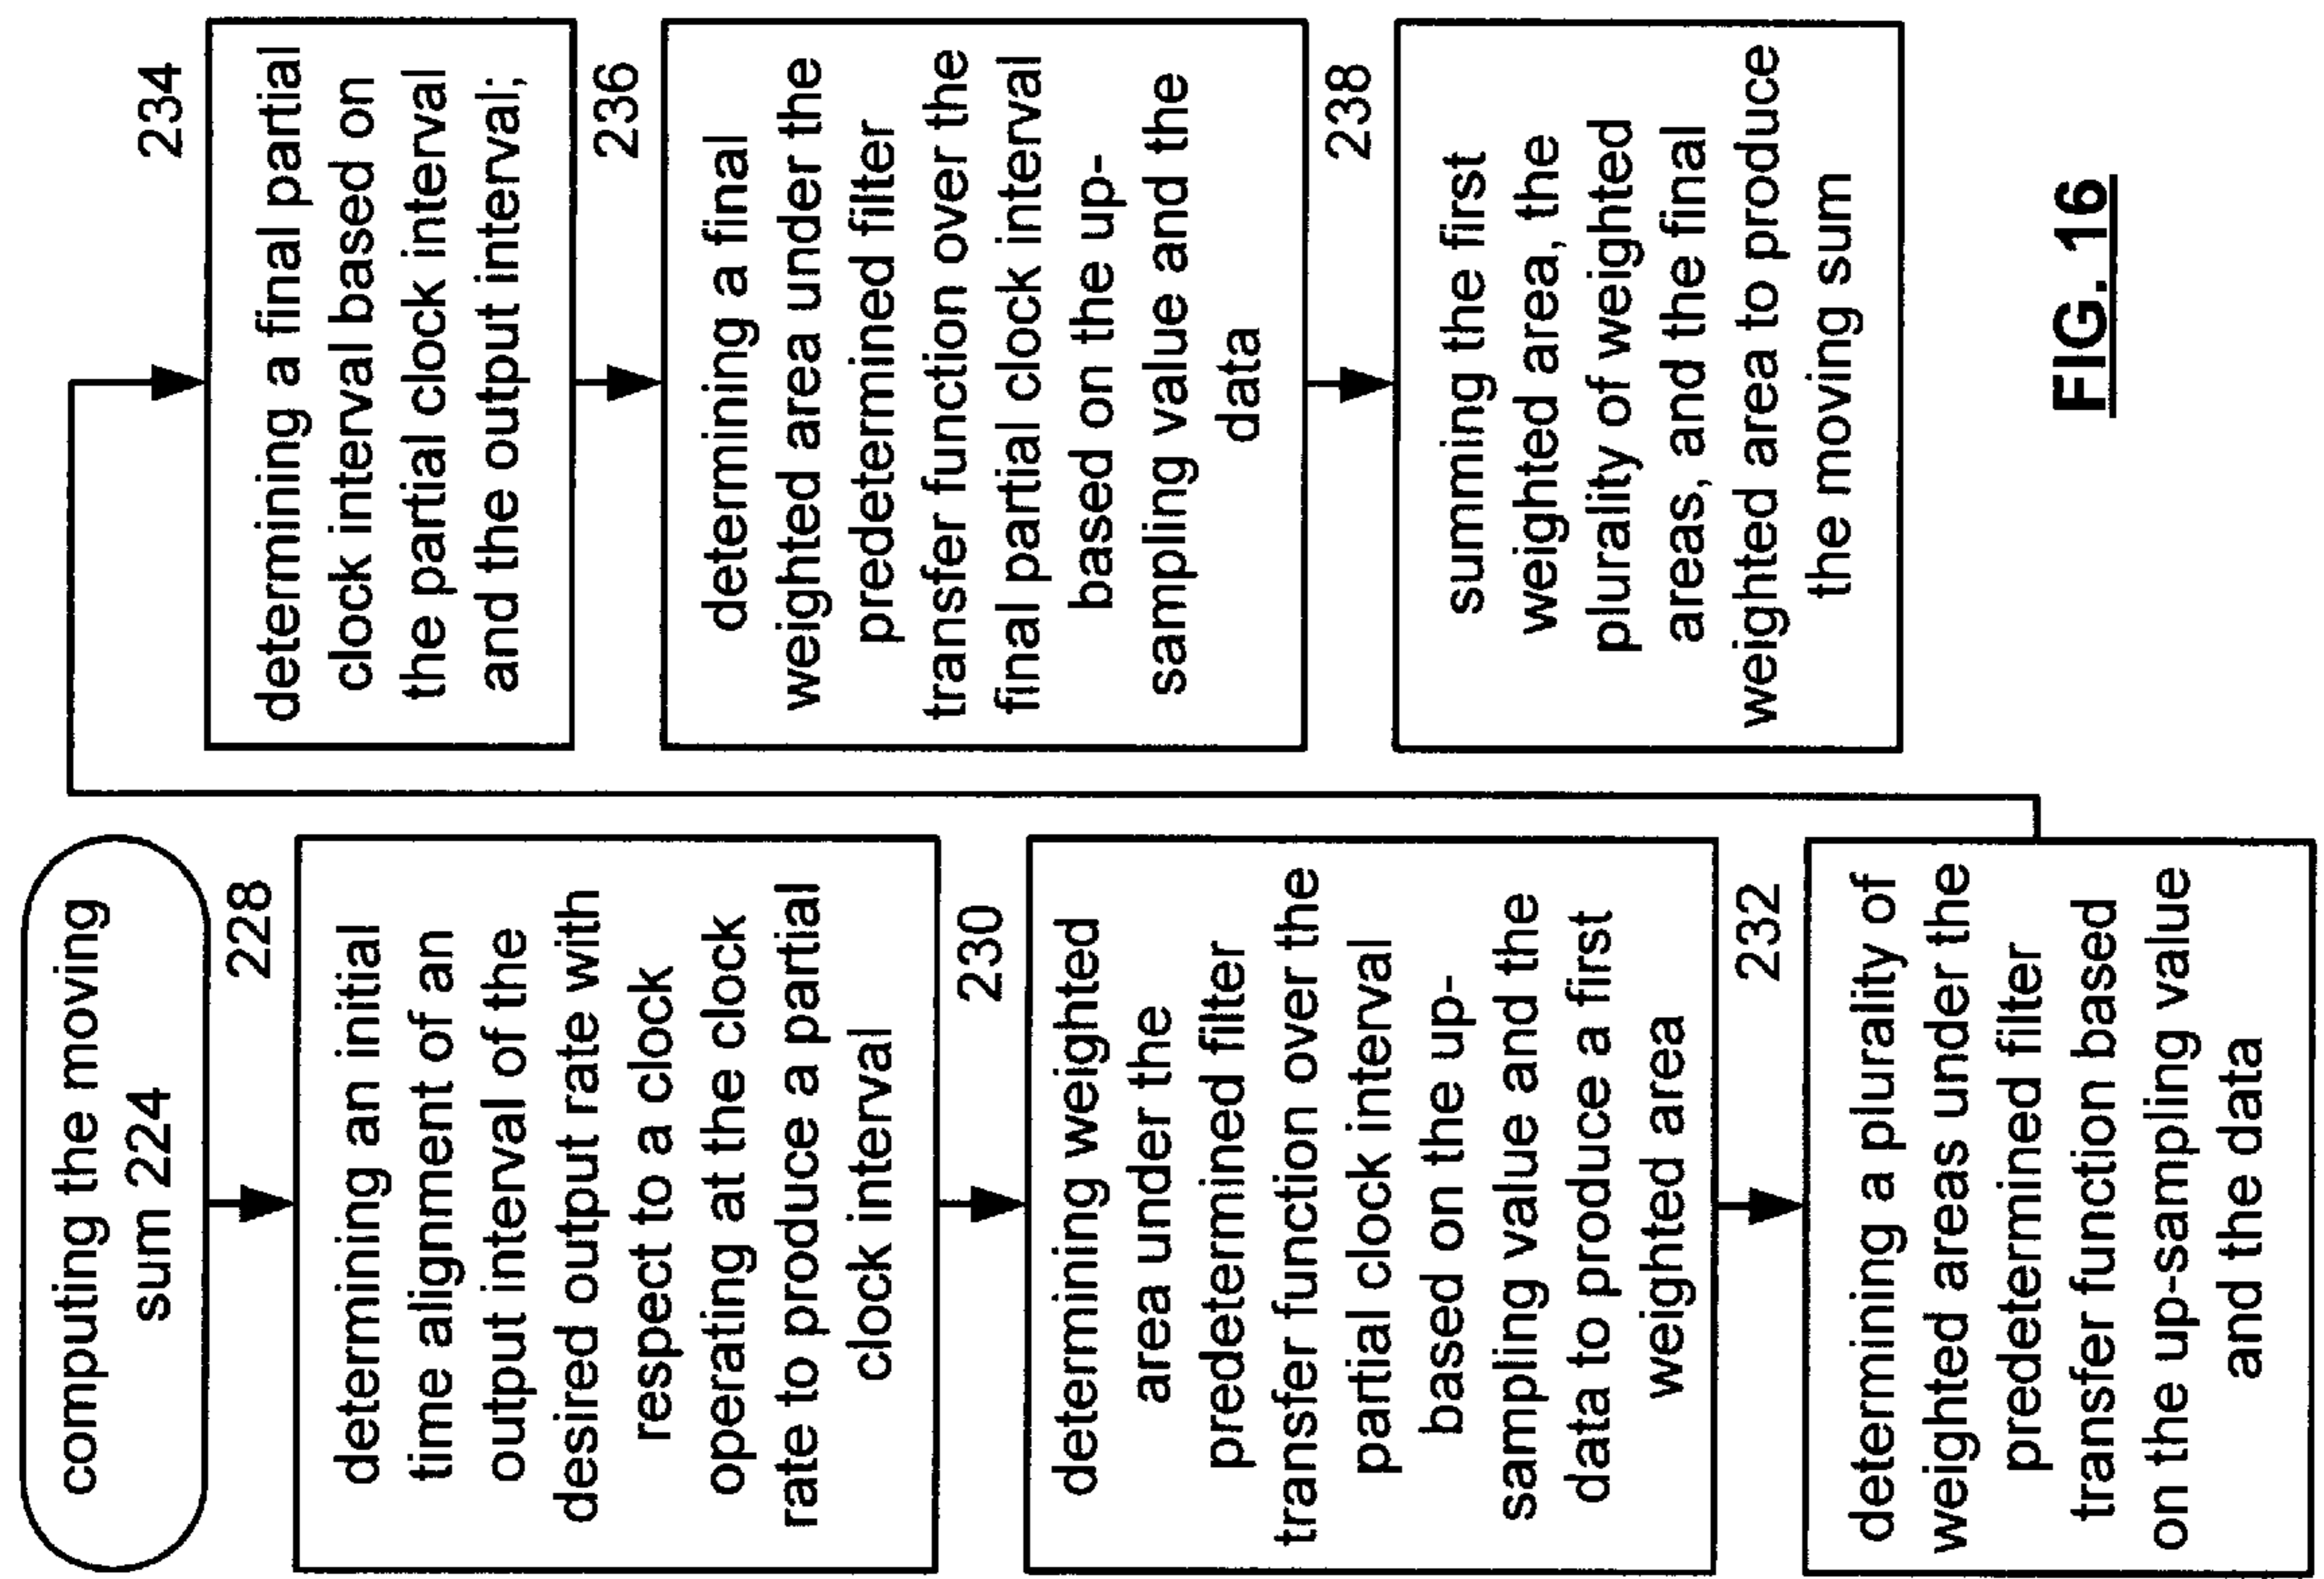 computing the moving
sum 224
228
determining an initial
time alignment of an
output interval of the
desired output rate with
respect to a clock
operating at the clock
rate to produce a partial
clock interval
230
determining weighted
area under the
predetermined filter
transfer function over the
partial clock interval
based on the up-
sampling value and the
data to produce a first
weighted area
232
determining a plurality of
weighted areas under the
predetermined filter
transfer function based
on the up-sampling value
and the data
234
determining a final partial
clock interval based on
the partial clock interval
and the output interval;
236
determining a final
weighted area under the
predetermined filter
transfer function over the
final partial clock interval
based on the up-
sampling value and the
data
238
summing the first
weighted area, the
plurality of weighted
areas, and the final
weighted area to produce
the moving sum
FIG. 16